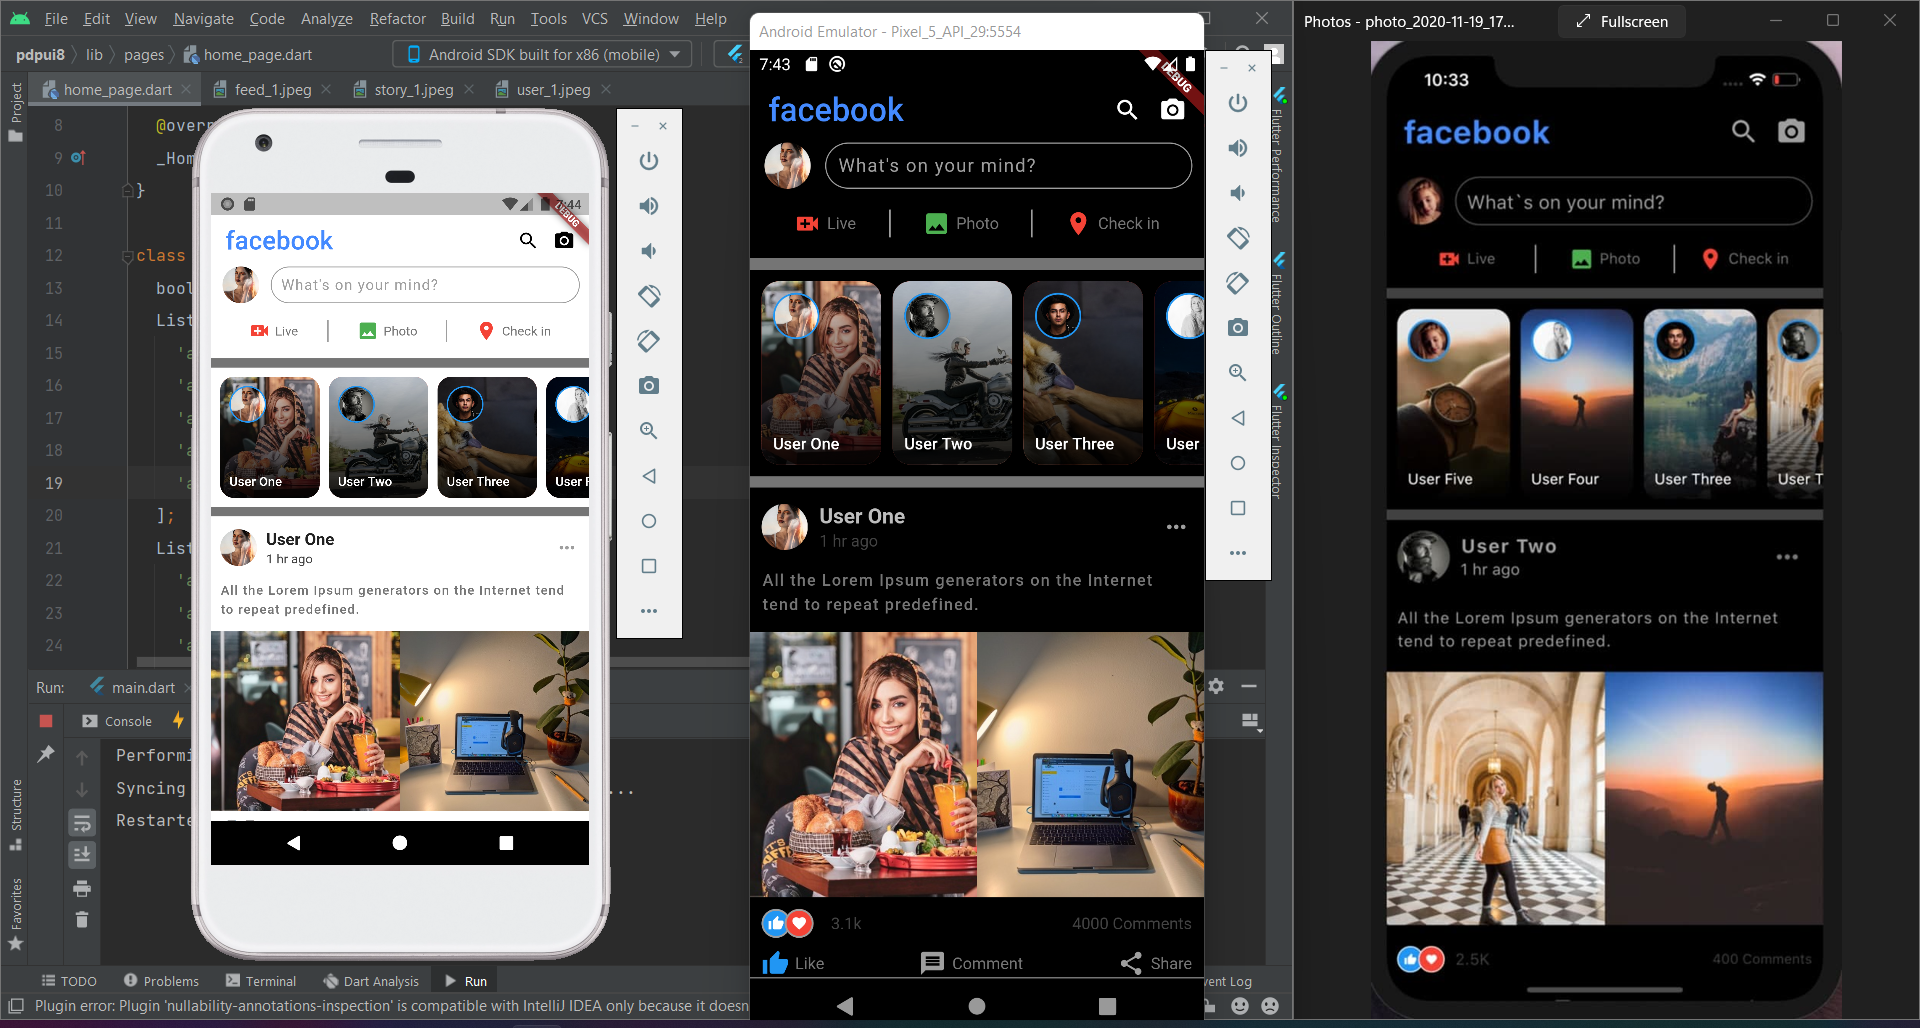 File Edit View Navigate Code Analyze Refactor Build Run Tools VCS Window Help
pdpui8 lib pages home_page.dart
Android SDK built for x86 (mobile)
home_page.dart feed_1.jpeg story_1.jpeg user_1.jpeg
Project
8 @overr
9 _Hom
10 }
11
12 class
13 bool
14 List
15 'a
16 'a
17 'a
18 'a
19 'a
20 ];
21 List
22 'a
23 'a
24 'a
7:44
DEBUG
facebook
What's on your mind?
Live
Photo
Check in
User One
User Two
User Three
User F
User One
1 hr ago
All the Lorem Ipsum generators on the Internet tend
to repeat predefined.
Run: main.dart
Console
Performi
Syncing ...
Restarte
Structure
Favorites
TODO Problems Terminal Dart Analysis Run
vent Log
Plugin error: Plugin 'nullability-annotations-inspection' is compatible with IntelliJ IDEA only because it doesn
Android Emulator - Pixel_5_API_29:5554
7:43
DEBUG
facebook
What's on your mind?
Live
Photo
Check in
User One
User Two
User Three
User
User One
1 hr ago
All the Lorem Ipsum generators on the Internet
tend to repeat predefined.
3.1k
4000 Comments
Like
Comment
Share
Flutter Performance
Flutter Outline
Flutter Inspector
Photos - photo_2020-11-19_17...
Fullscreen
10:33
facebook
What`s on your mind?
Live
Photo
Check in
User Five
User Four
User Three
User T
User Two
1 hr ago
All the Lorem Ipsum generators on the Internet
tend to repeat predefined.
2.5K
400 Comments